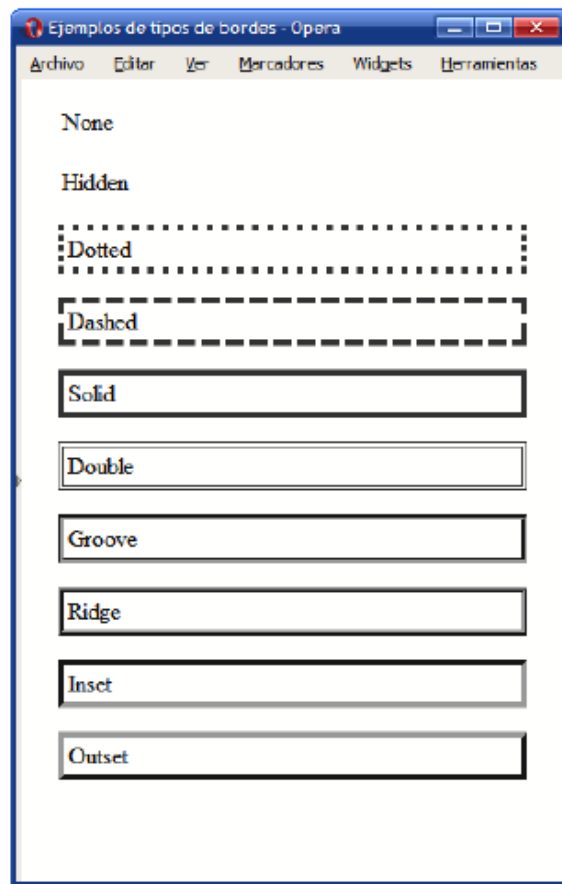 Ejemplos de tipos de bordes - Opera
Archivo Editar Ver Marcadores Widgets Herramientas
None
Hidden
Dotted
Dashed
Solid
Double
Groove
Ridge
Inset
Outset